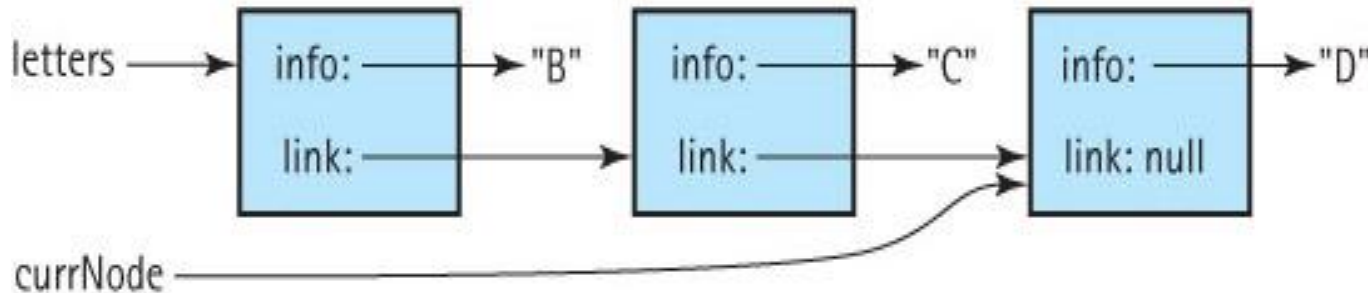 letters info: "B" info: "C" info: "D"
link: link: link: null
currNode